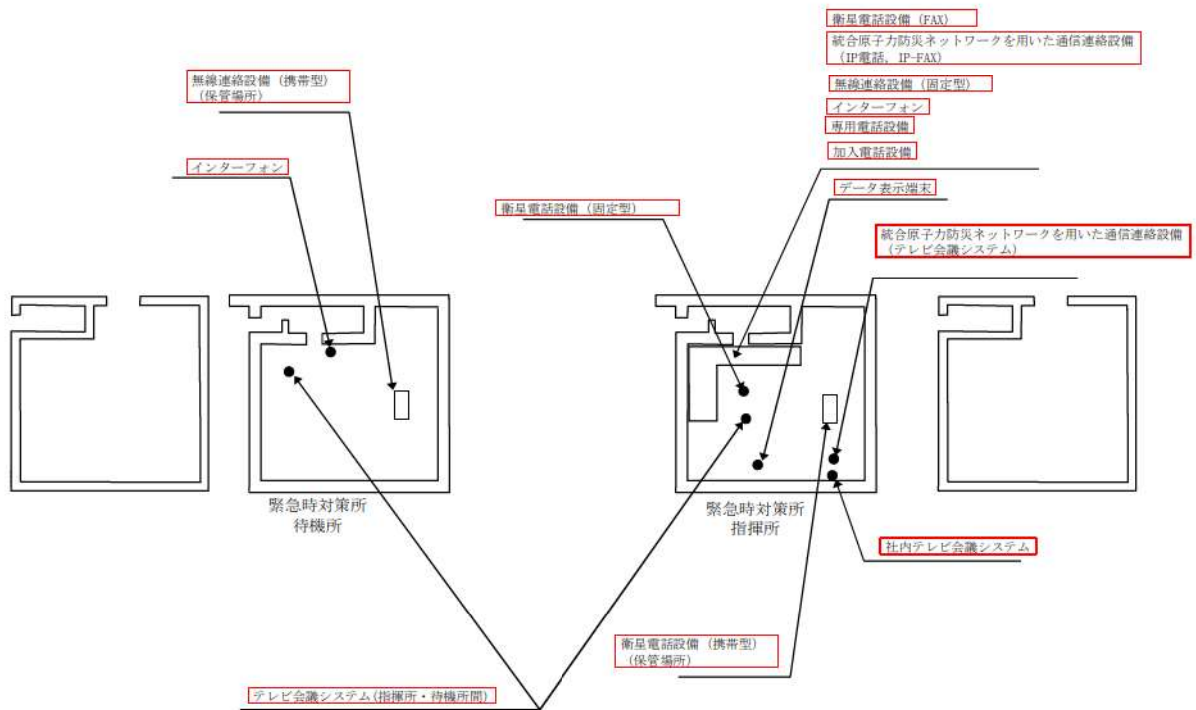 衛星電話設備（FAX）
統合原子力防災ネットワークを用いた通信連絡設備
（IP電話、IP-FAX）
無線連絡設備（固定型）
インターフォン
専用電話設備
加入電話設備
無線連絡設備（携帯型）
（保管場所）
インターフォン
データ表示端末
衛星電話設備（固定型）
統合原子力防災ネットワークを用いた通信連絡設備
（テレビ会議システム）
緊急時対策所
待機所
緊急時対策所
指揮所
社内テレビ会議システム
衛星電話設備（携帯型）
（保管場所）
テレビ会議システム(指揮所・待機所間)